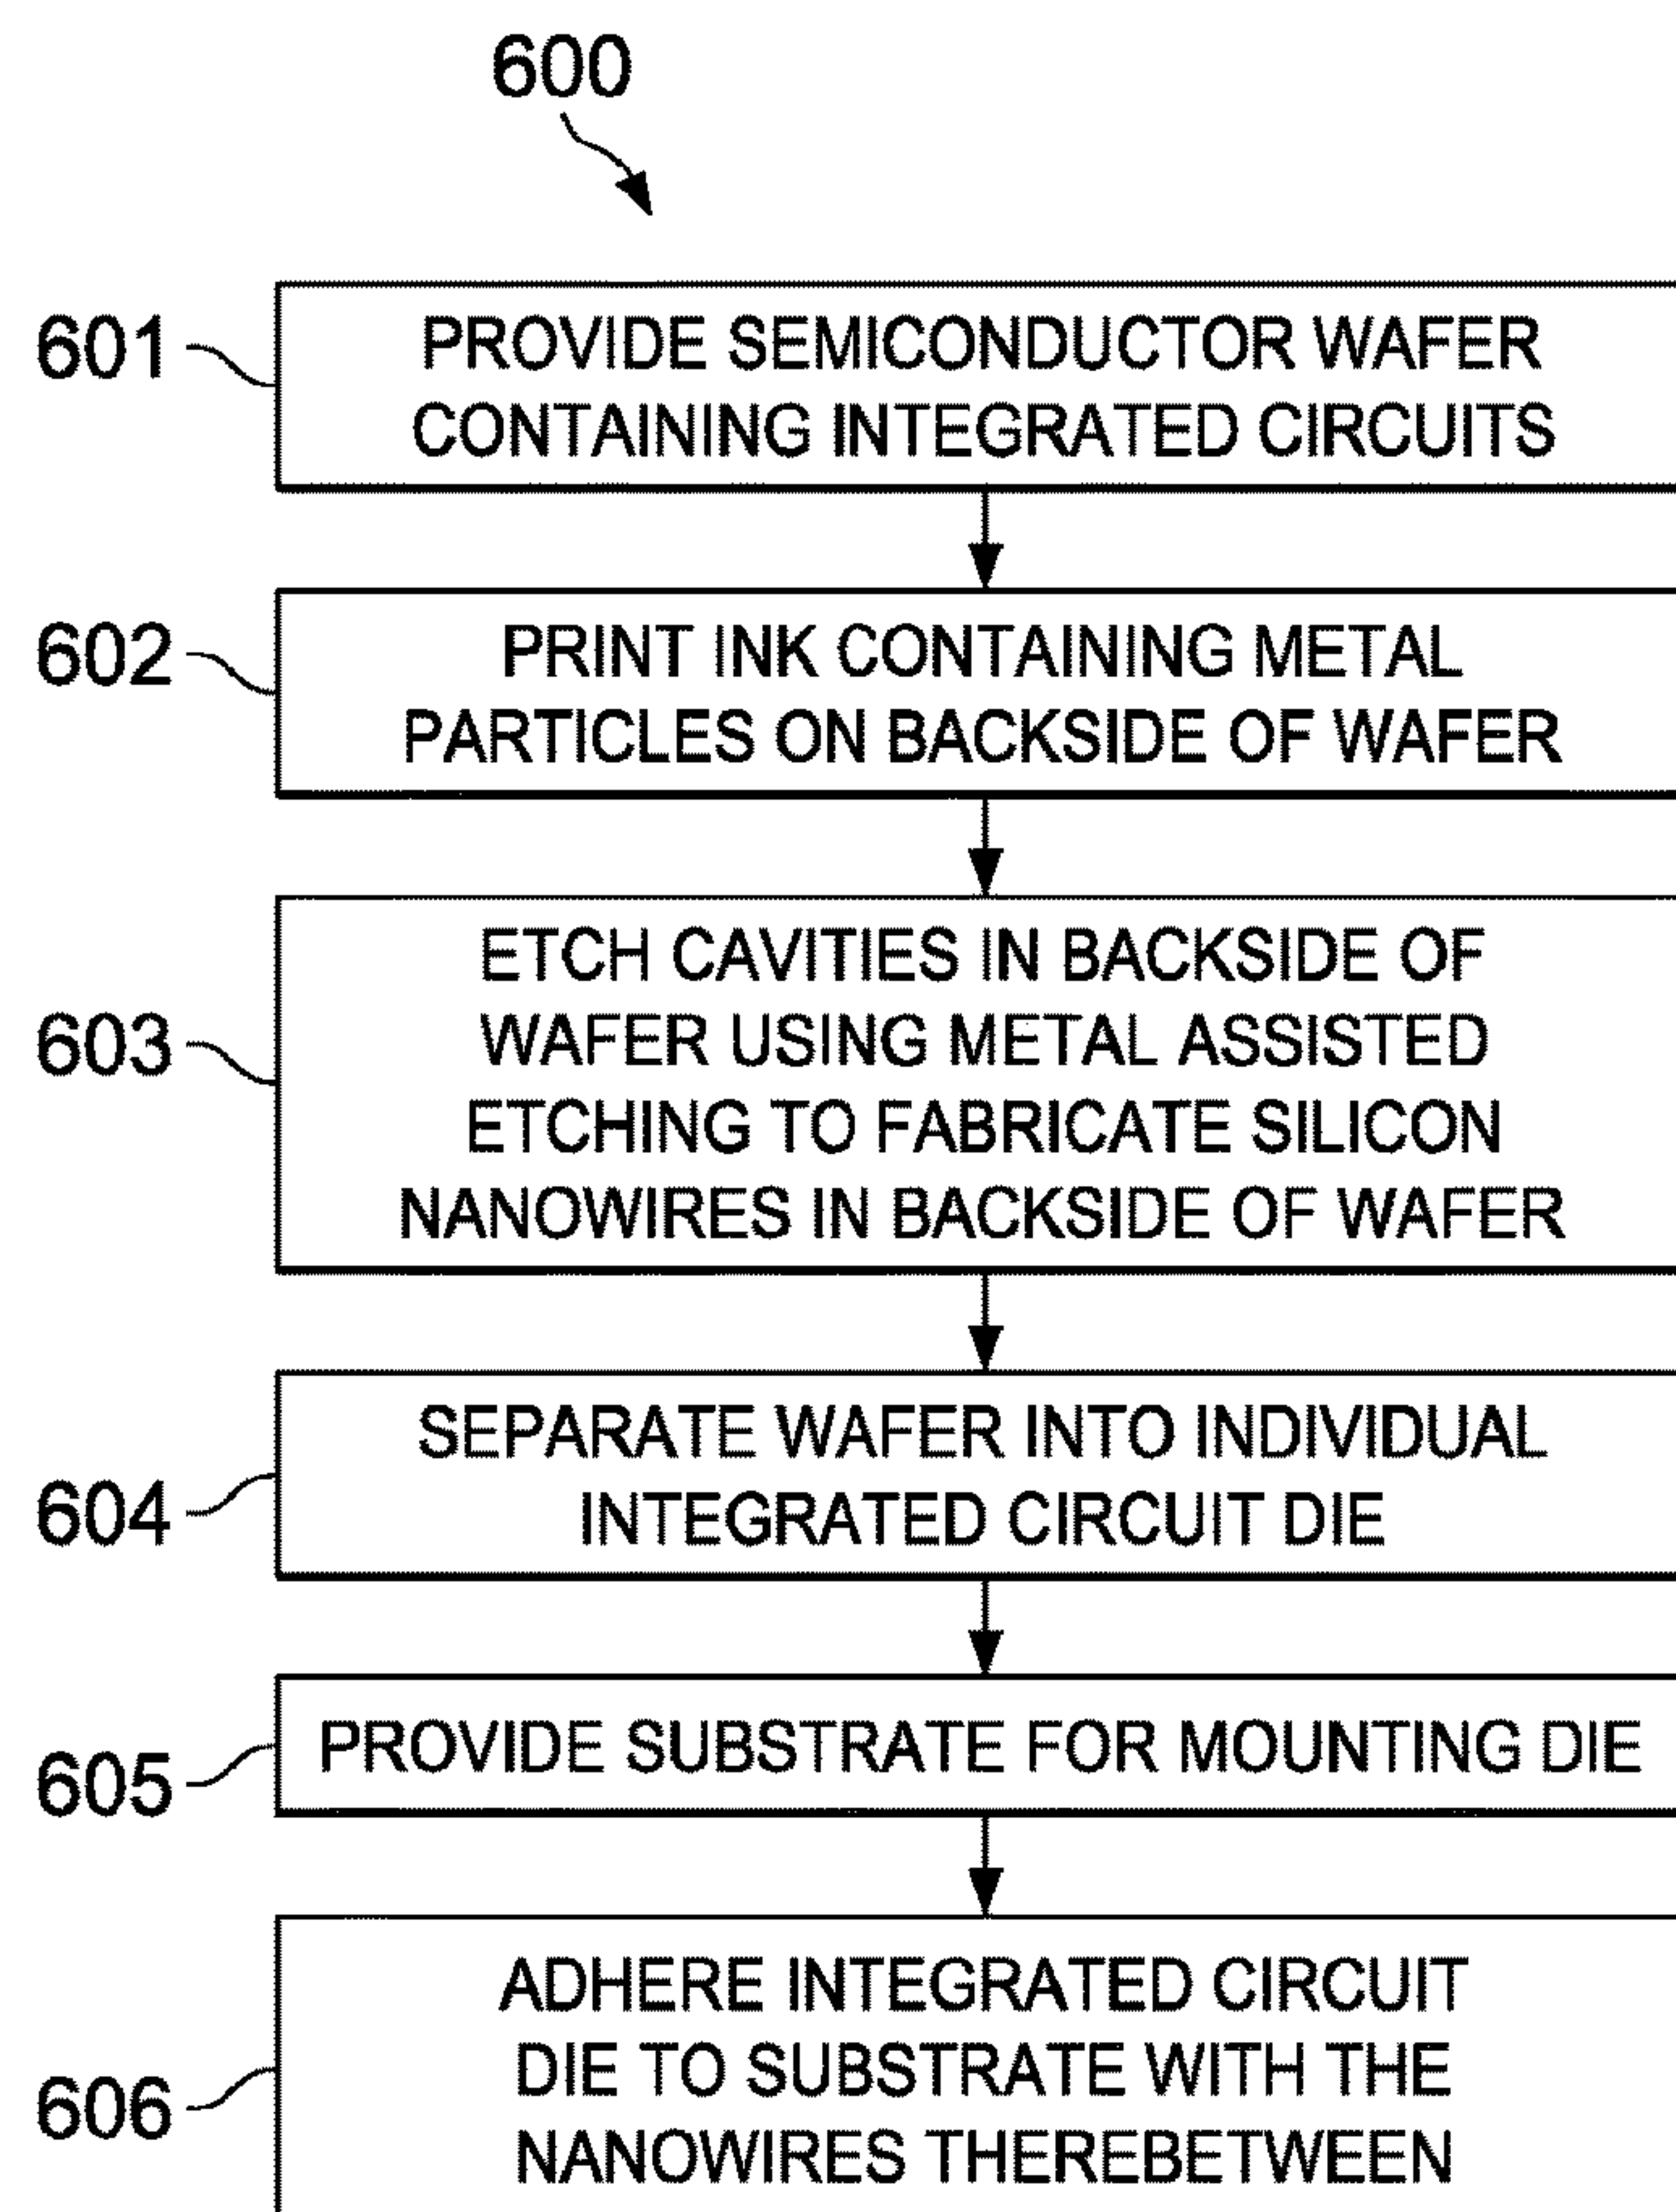 600
601
PROVIDE SEMICONDUCTOR WAFER
CONTAINING INTEGRATED CIRCUITS
602
PRINT INK CONTAINING METAL
PARTICLES ON BACKSIDE OF WAFER
603
ETCH CAVITIES IN BACKSIDE OF
WAFER USING METAL ASSISTED
ETCHING TO FABRICATE SILICON
NANOWIRES IN BACKSIDE OF WAFER
604
SEPARATE WAFER INTO INDIVIDUAL
INTEGRATED CIRCUIT DIE
605
PROVIDE SUBSTRATE FOR MOUNTING DIE
606
ADHERE INTEGRATED CIRCUIT
DIE TO SUBSTRATE WITH THE
NANOWIRES THEREBETWEEN